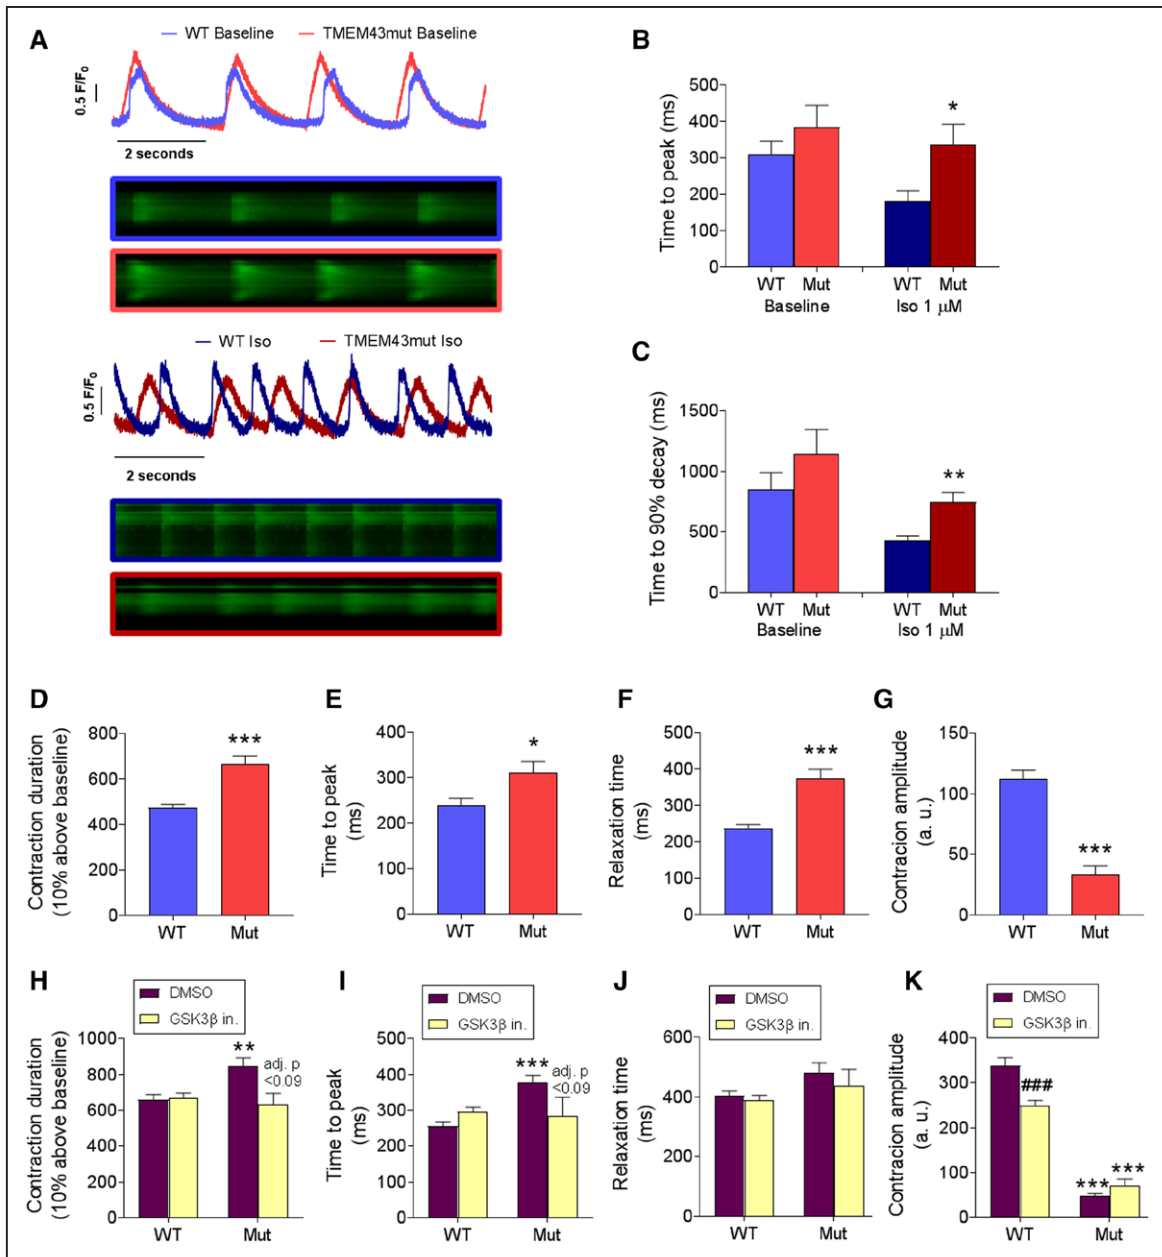 A
WT Baseline
TMEM43mut Baseline
0.5 F/F0
2 seconds
WT Iso
TMEM43mut Iso
0.5 F/F0
2 seconds
B
Time to peak (ms)
500
400
300
200
100
0
*
WT
Mut
WT
Mut
Baseline
Iso 1 μM
C
Time to 90% decay (ms)
1500
1000
500
0
**
WT
Mut
WT
Mut
Baseline
Iso 1 μM
D
Contraction duration
(10% above baseline)
800
600
400
200
0
***
WT
Mut
E
Time to peak
(ms)
400
300
200
100
0
*
WT
Mut
F
Relaxation time
(ms)
500
400
300
200
100
0
***
WT
Mut
G
Contracion amplitude
(a. u.)
150
100
50
0
***
WT
Mut
H
DMSO
GSK3β in.
Contraction duration
(10% above baseline)
1000
800
600
400
200
0
**
adj. p
<0.09
WT
Mut
I
DMSO
GSK3β in.
Time to peak
(ms)
500
400
300
200
100
0
***
adj. p
<0.09
WT
Mut
J
DMSO
GSK3β in.
Relaxation time
(ms)
600
400
200
0
WT
Mut
K
DMSO
GSK3β in.
Contracion amplitude
(a. u.)
400
300
200
100
0
###
***
***
WT
Mut